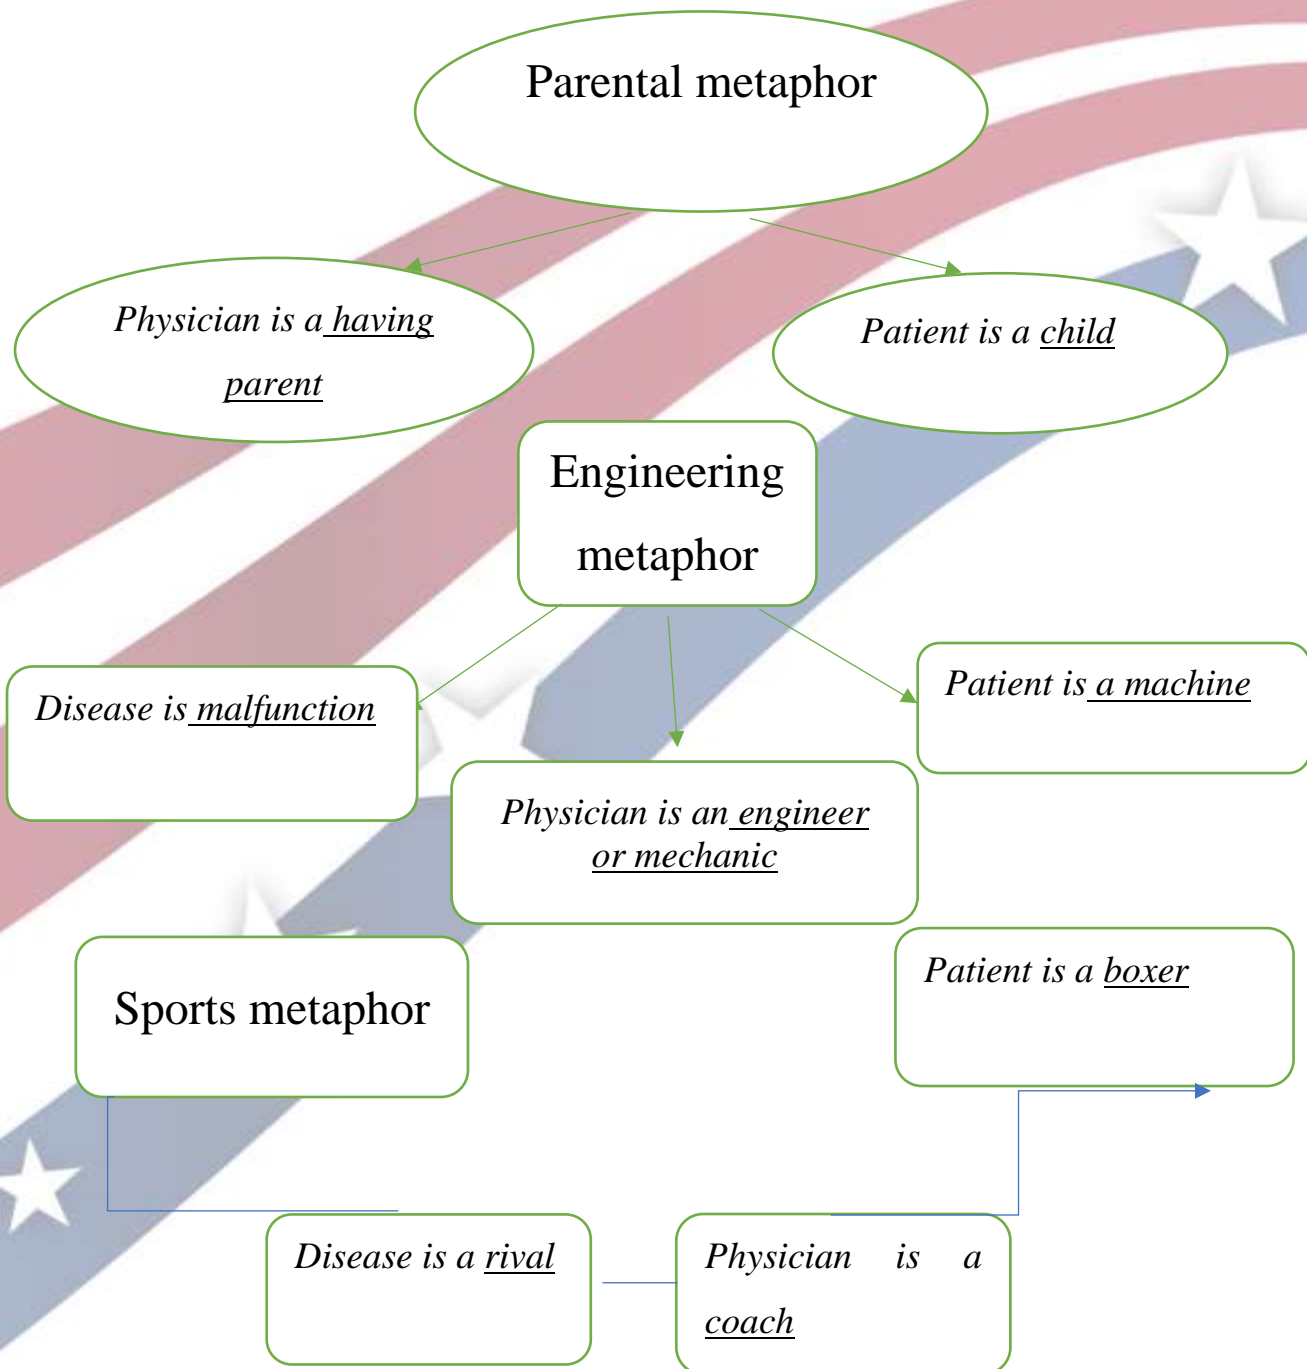 Parental metaphor
Physician is a having
parent
Patient is a child
Engineering
metaphor
Disease is malfunction
Patient is a machine
Physician is an engineer
or mechanic
Sports metaphor
Patient is a boxer
Disease is a rival
Physician is a
coach